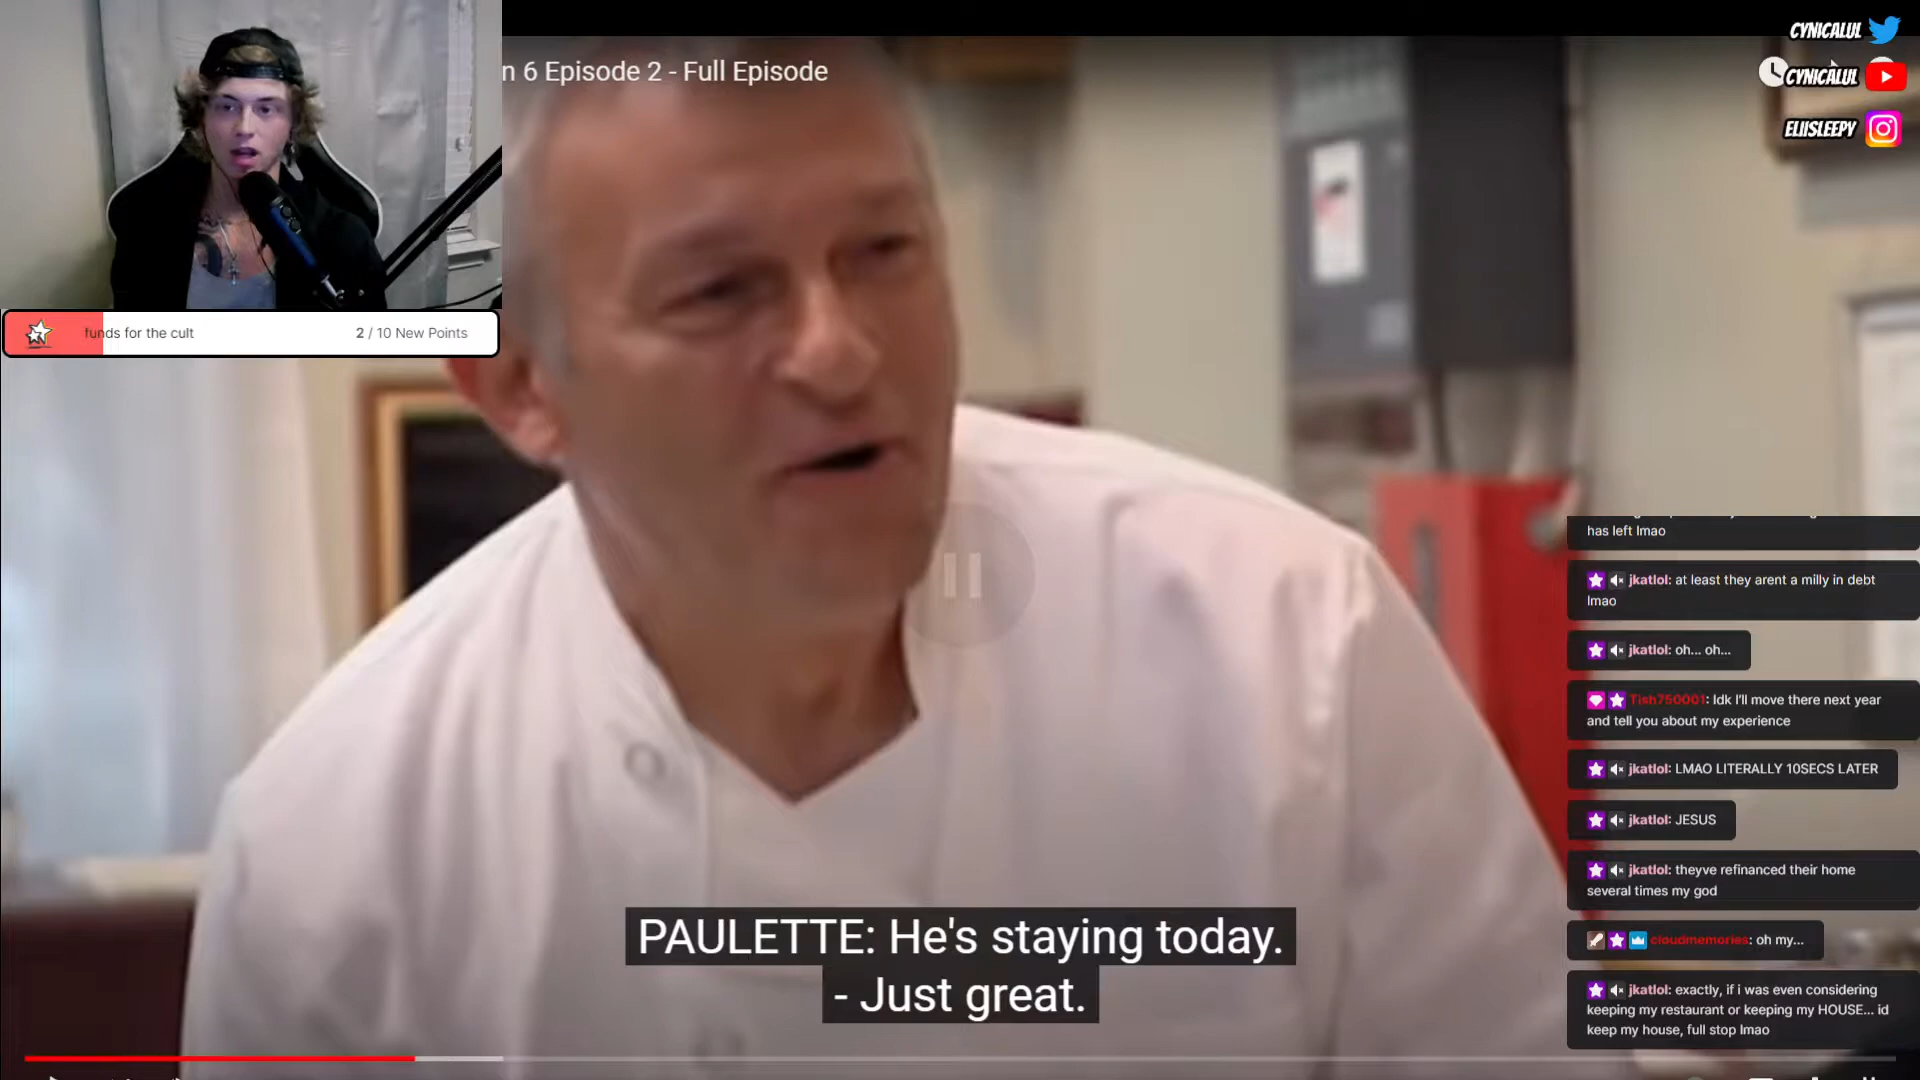 n 6 Episode 2 - Full Episode
CYNICALUL
CYNICALUL
ELIISLEEPY
funds for the cult
2 / 10 New Points
has left lmao
jkatlol: at least they arent a milly in debt
lmao
jkatlol: oh... oh...
Tish750001: Idk I'll move there next year
and tell you about my experience
jkatlol: LMAO LITERALLY 10SECS LATER
jkatlol: JESUS
jkatlol: theyve refinanced their home
several times my god
cloudmemories: oh my...
jkatlol: exactly, if i was even considering
keeping my restaurant or keeping my HOUSE... id
keep my house, full stop lmao
PAULETTE: He's staying today.
- Just great.